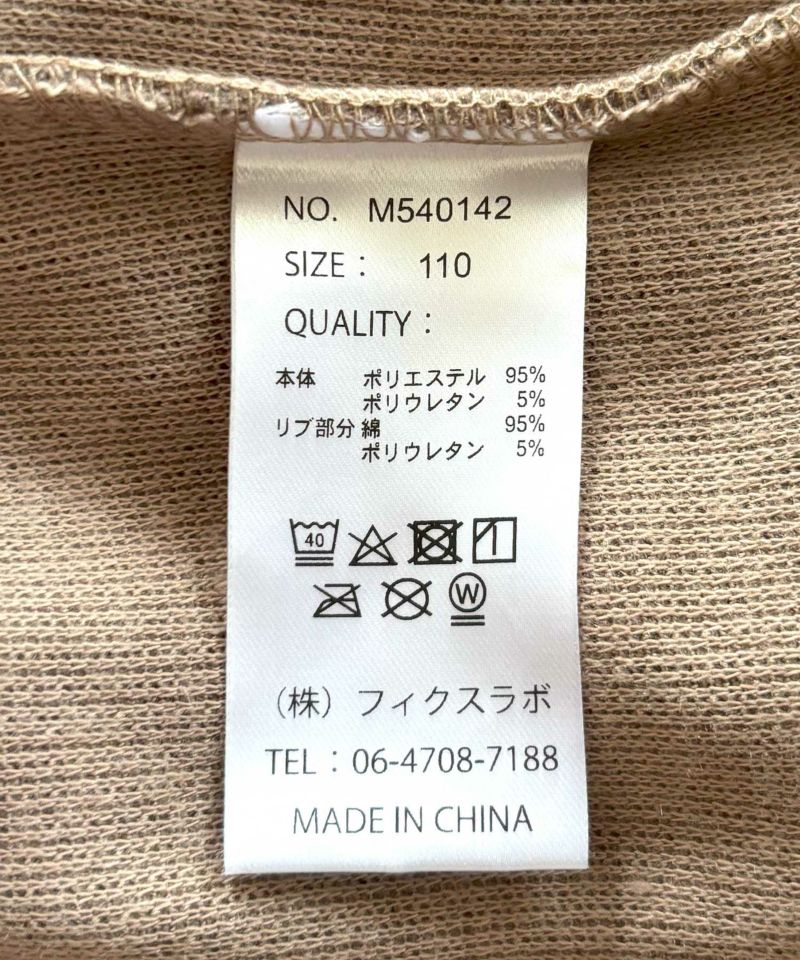 NO. M540142
SIZE： 110
QUALITY：
本体 ポリエステル 95%
ポリウレタン 5%
リブ部分 綿 95%
ポリウレタン 5%
40
W
（株）フィクスラボ
TEL：06-4708-7188
MADE IN CHINA